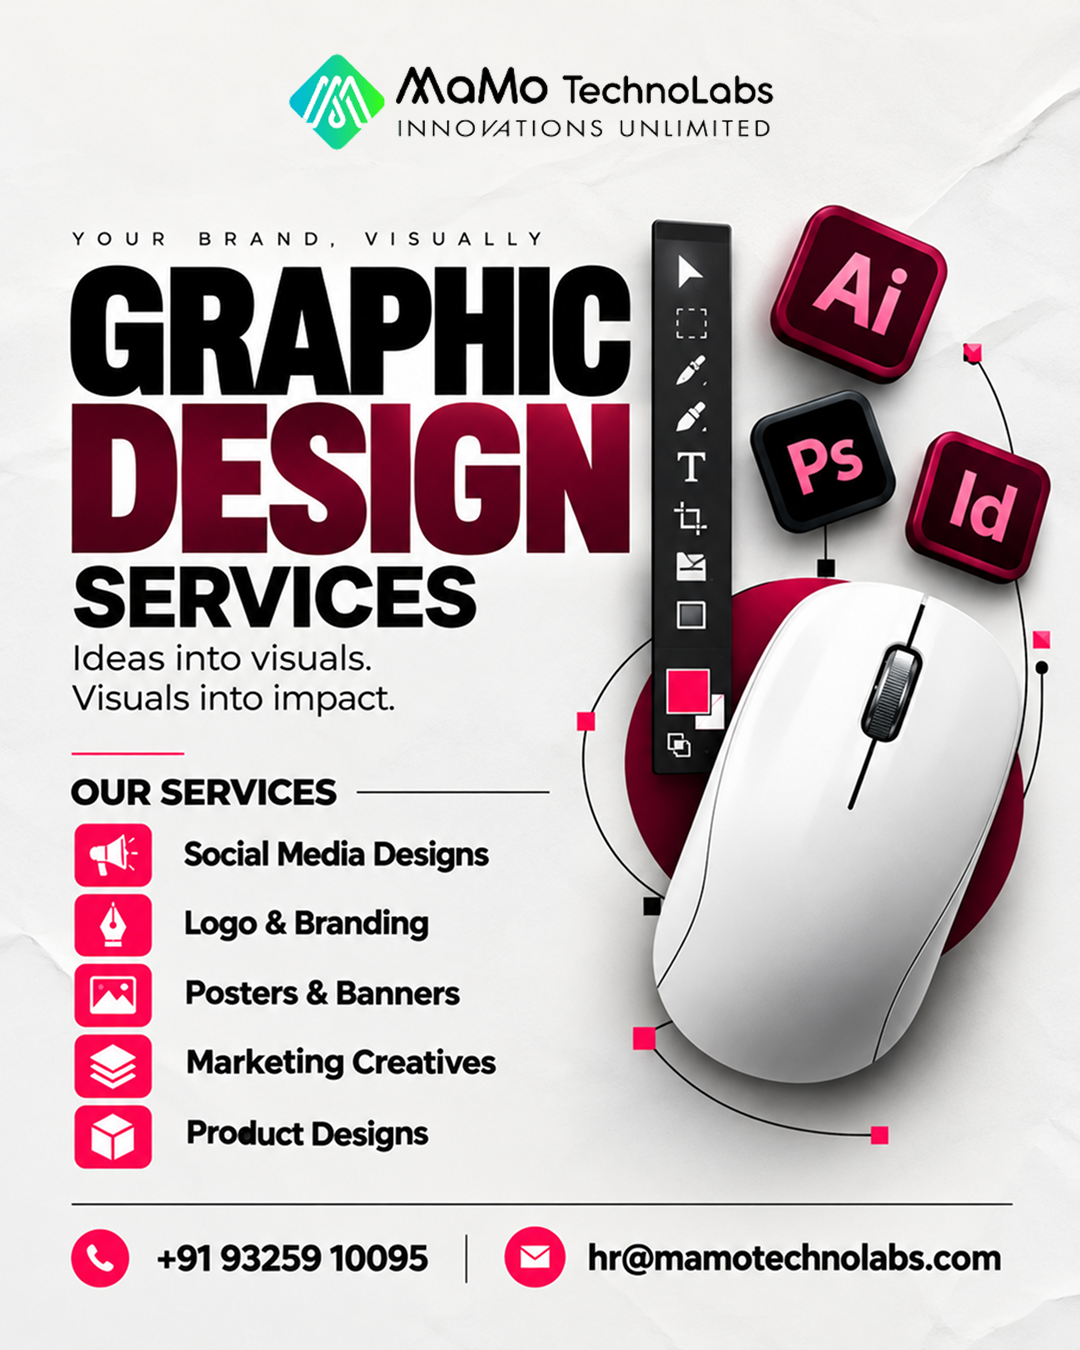 MaMo TechnoLabs
INNOVATIONS UNLIMITED
YOUR BRAND, VISUALLY
GRAPHIC
DESIGN
SERVICES
Ideas into visuals.
Visuals into impact.
Ai
Ps
Id
T
OUR SERVICES
Social Media Designs
Logo & Branding
Posters & Banners
Marketing Creatives
Product Designs
+91 93259 10095
hr@mamotechnolabs.com